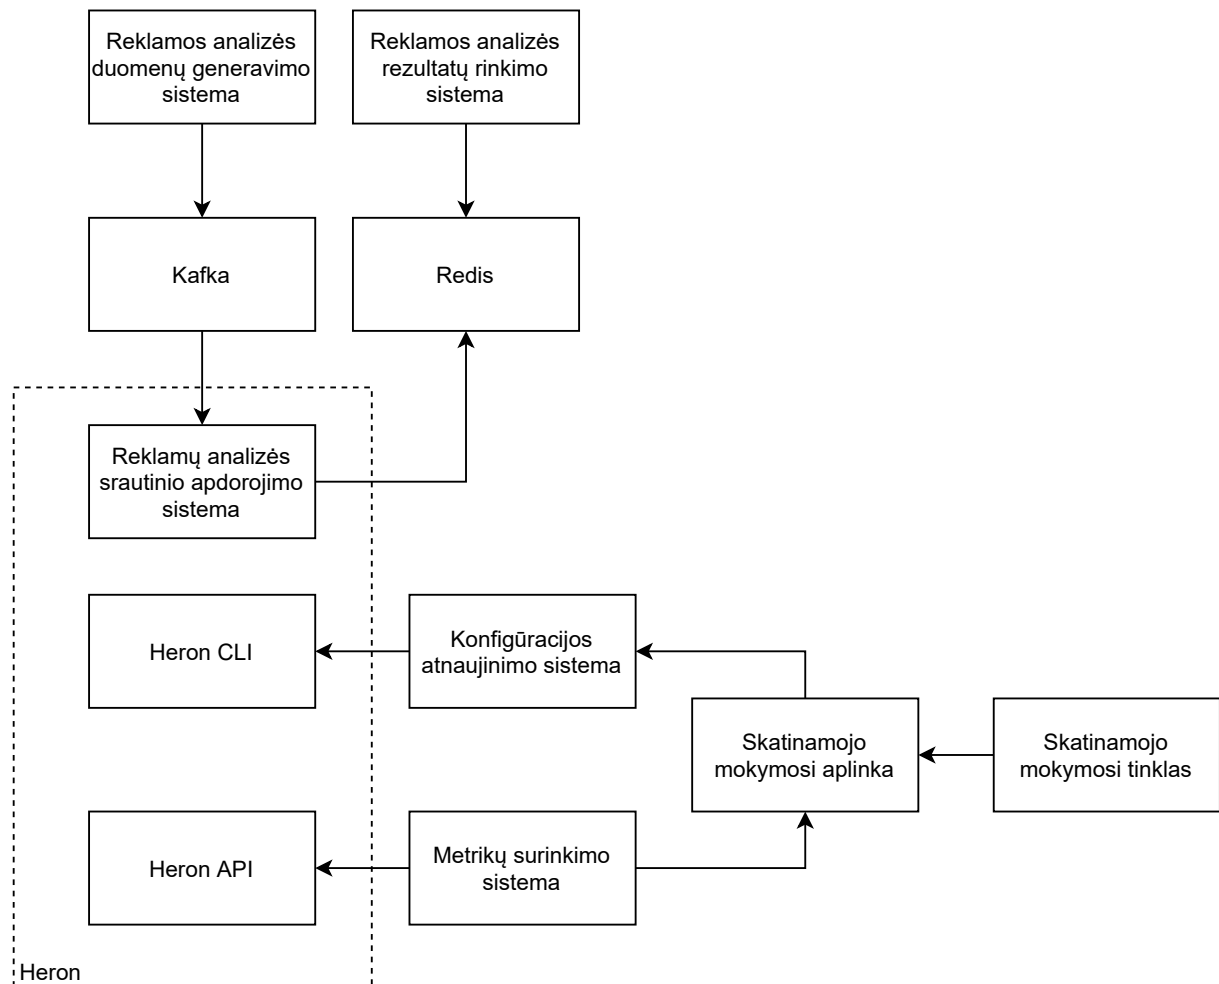 Reklamos analizės
duomenų generavimo
sistema
Reklamos analizės
rezultatų rinkimo
sistema
Kafka
Redis
Reklamų analizės
srautinio apdorojimo
sistema
Heron CLI
Konfigūracijos
atnaujinimo sistema
Skatinamojo
mokymosi aplinka
Skatinamojo
mokymosi tinklas
Heron API
Metrikų surinkimo
sistema
Heron